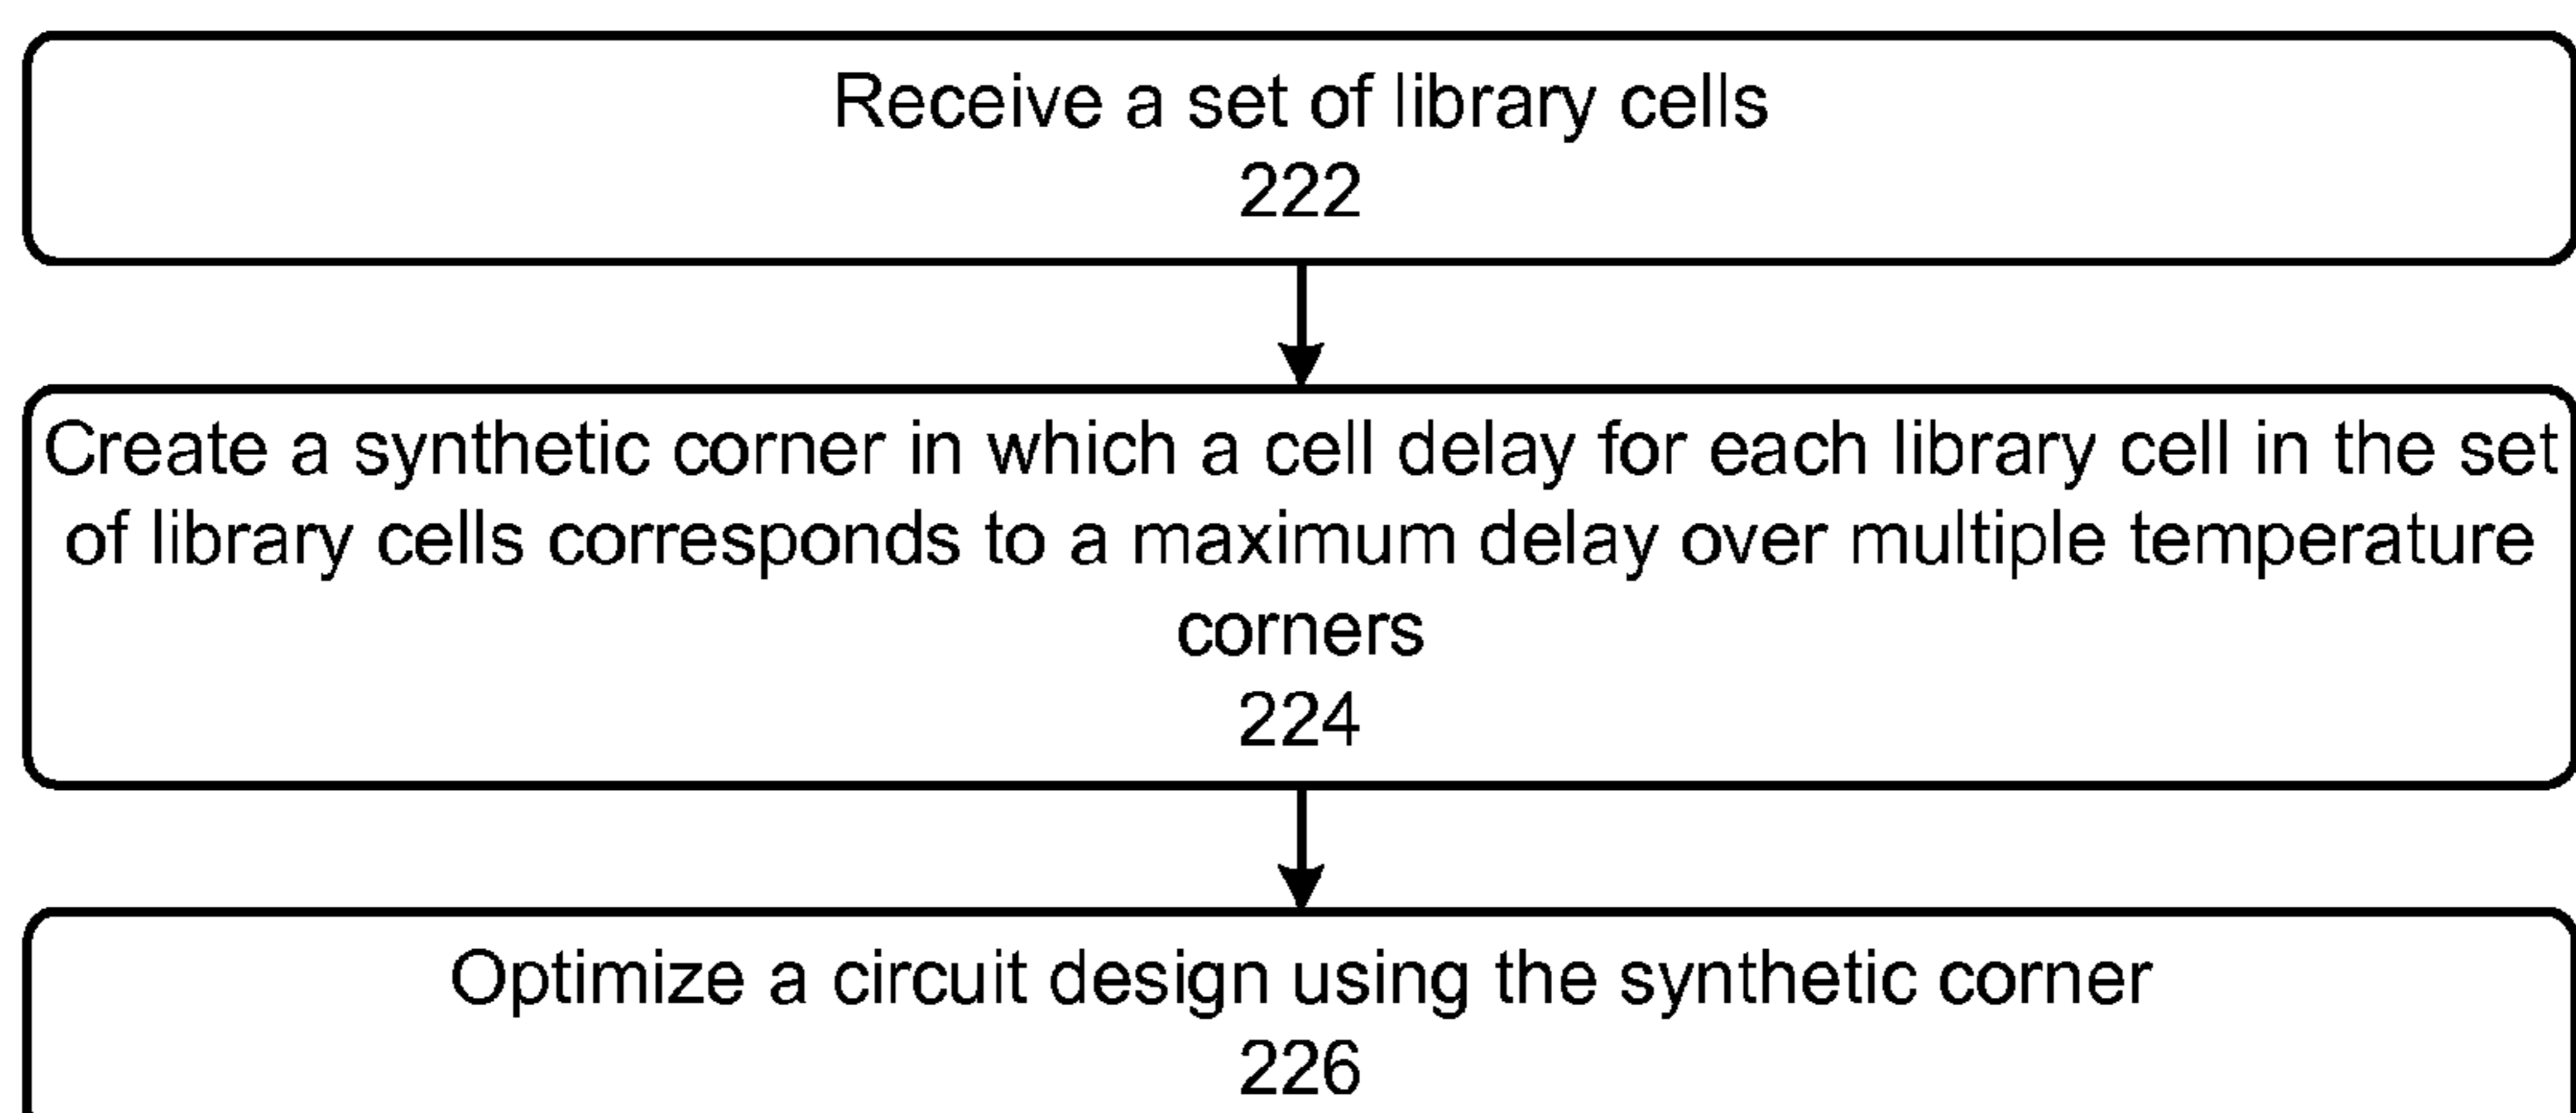 Receive a set of library cells
222
Create a synthetic corner in which a cell delay for each library cell in the set
of library cells corresponds to a maximum delay over multiple temperature
corners
224
Optimize a circuit design using the synthetic corner
226